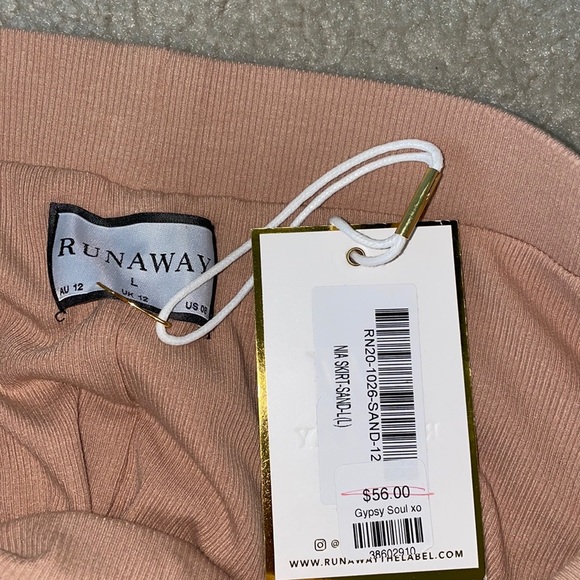 RUNAWAY
L
AU 12
UK 12
US 08
RN20-1026-SAND-12
NIA SKIRT-SAND-L(L)
$56.00
Gypsy Soul xo
38602910
@
WWW.RUNAWAYTHELABEL.COM